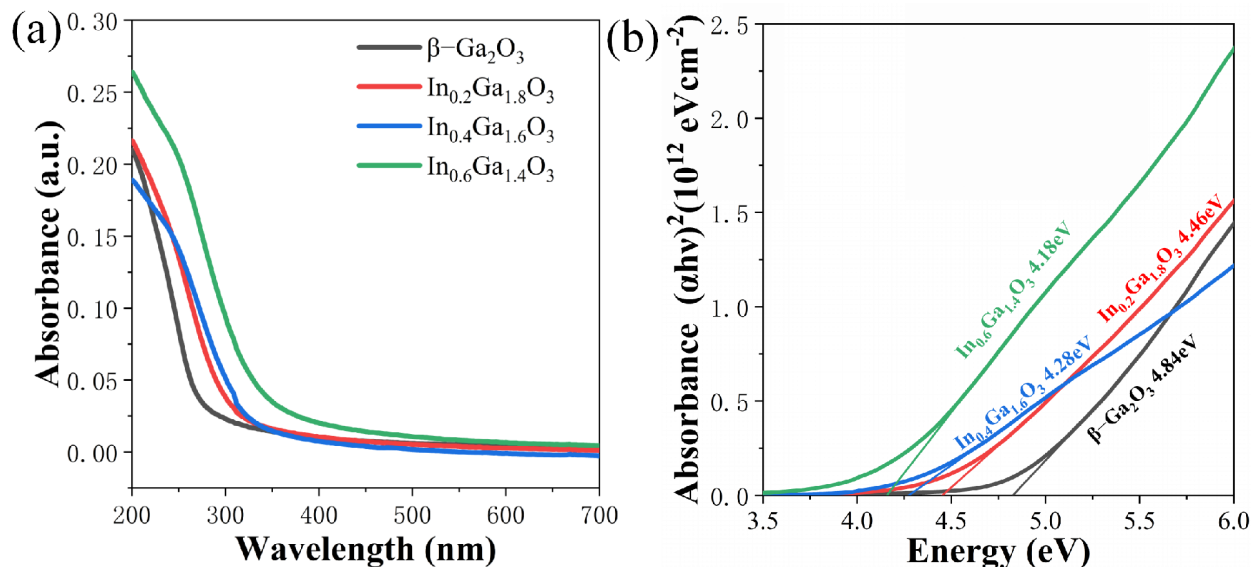 (a)
0.30
0.25
0.20
0.15
0.10
0.05
0.00
Absorbance (a.u.)
β−Ga₂O₃
In₀.₂Ga₁.₈O₃
In₀.₄Ga₁.₆O₃
In₀.₆Ga₁.₄O₃
200 300 400 500 600 700
Wavelength (nm)
(b)
2.5
2.0
1.5
1.0
0.5
0.0
Absorbance (αhν)²(10¹² eVcm⁻²)
In₀.₆Ga₁.₄O₃ 4.18eV
In₀.₄Ga₁.₆O₃ 4.28eV
In₀.₂Ga₁.₈O₃ 4.46eV
β−Ga₂O₃ 4.84eV
3.5 4.0 4.5 5.0 5.5 6.0
Energy (eV)